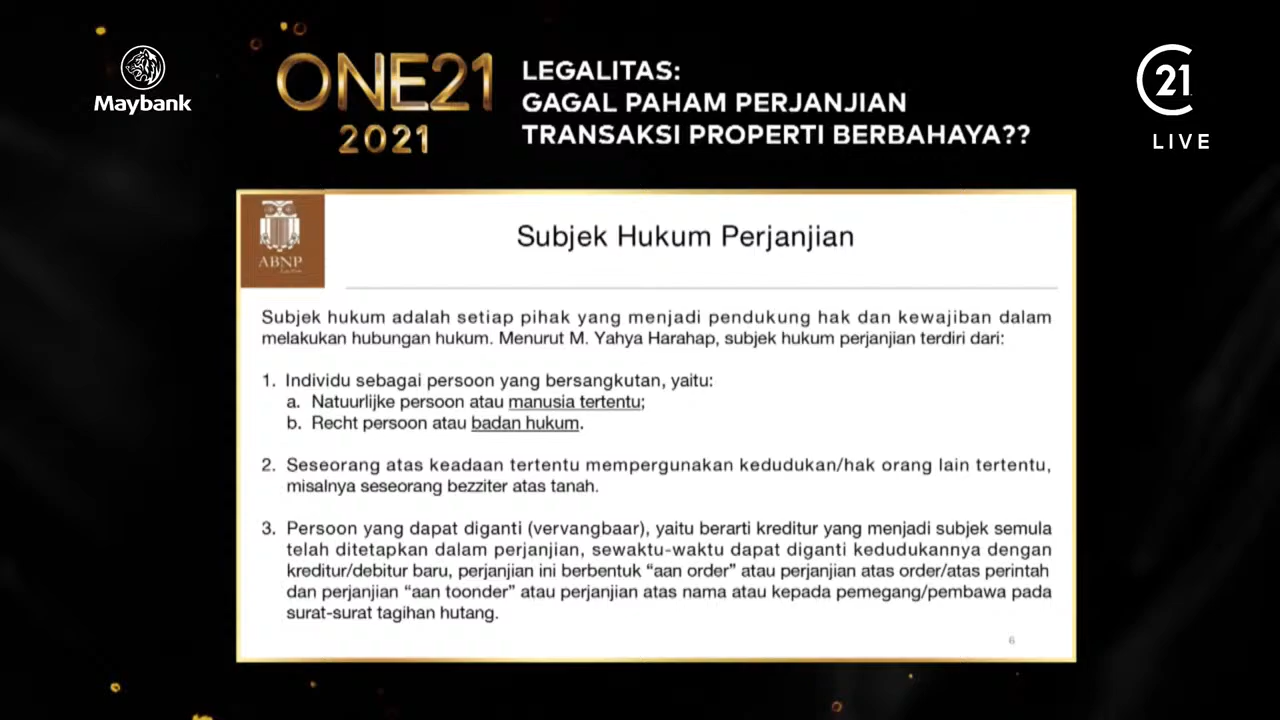 Maybank
ONE21
2021
LEGALITAS:
GAGAL PAHAM PERJANJIAN
TRANSAKSI PROPERTI BERBAHAYA??
C21
LIVE
ABNP
Subjek Hukum Perjanjian
Subjek hukum adalah setiap pihak yang menjadi pendukung hak dan kewajiban dalam
melakukan hubungan hukum. Menurut M. Yahya Harahap, subjek hukum perjanjian terdiri dari:
1. Individu sebagai persoon yang bersangkutan, yaitu:
a. Natuurlijke persoon atau manusia tertentu;
b. Recht persoon atau badan hukum.
2. Seseorang atas keadaan tertentu mempergunakan kedudukan/hak orang lain tertentu,
misalnya seseorang bezziter atas tanah.
3. Persoon yang dapat diganti (vervangbaar), yaitu berarti kreditur yang menjadi subjek semula
telah ditetapkan dalam perjanjian, sewaktu-waktu dapat diganti kedudukannya dengan
kreditur/debitur baru, perjanjian ini berbentuk “aan order” atau perjanjian atas order/atas perintah
dan perjanjian “aan toonder” atau perjanjian atas nama atau kepada pemegang/pembawa pada
surat-surat tagihan hutang.
6